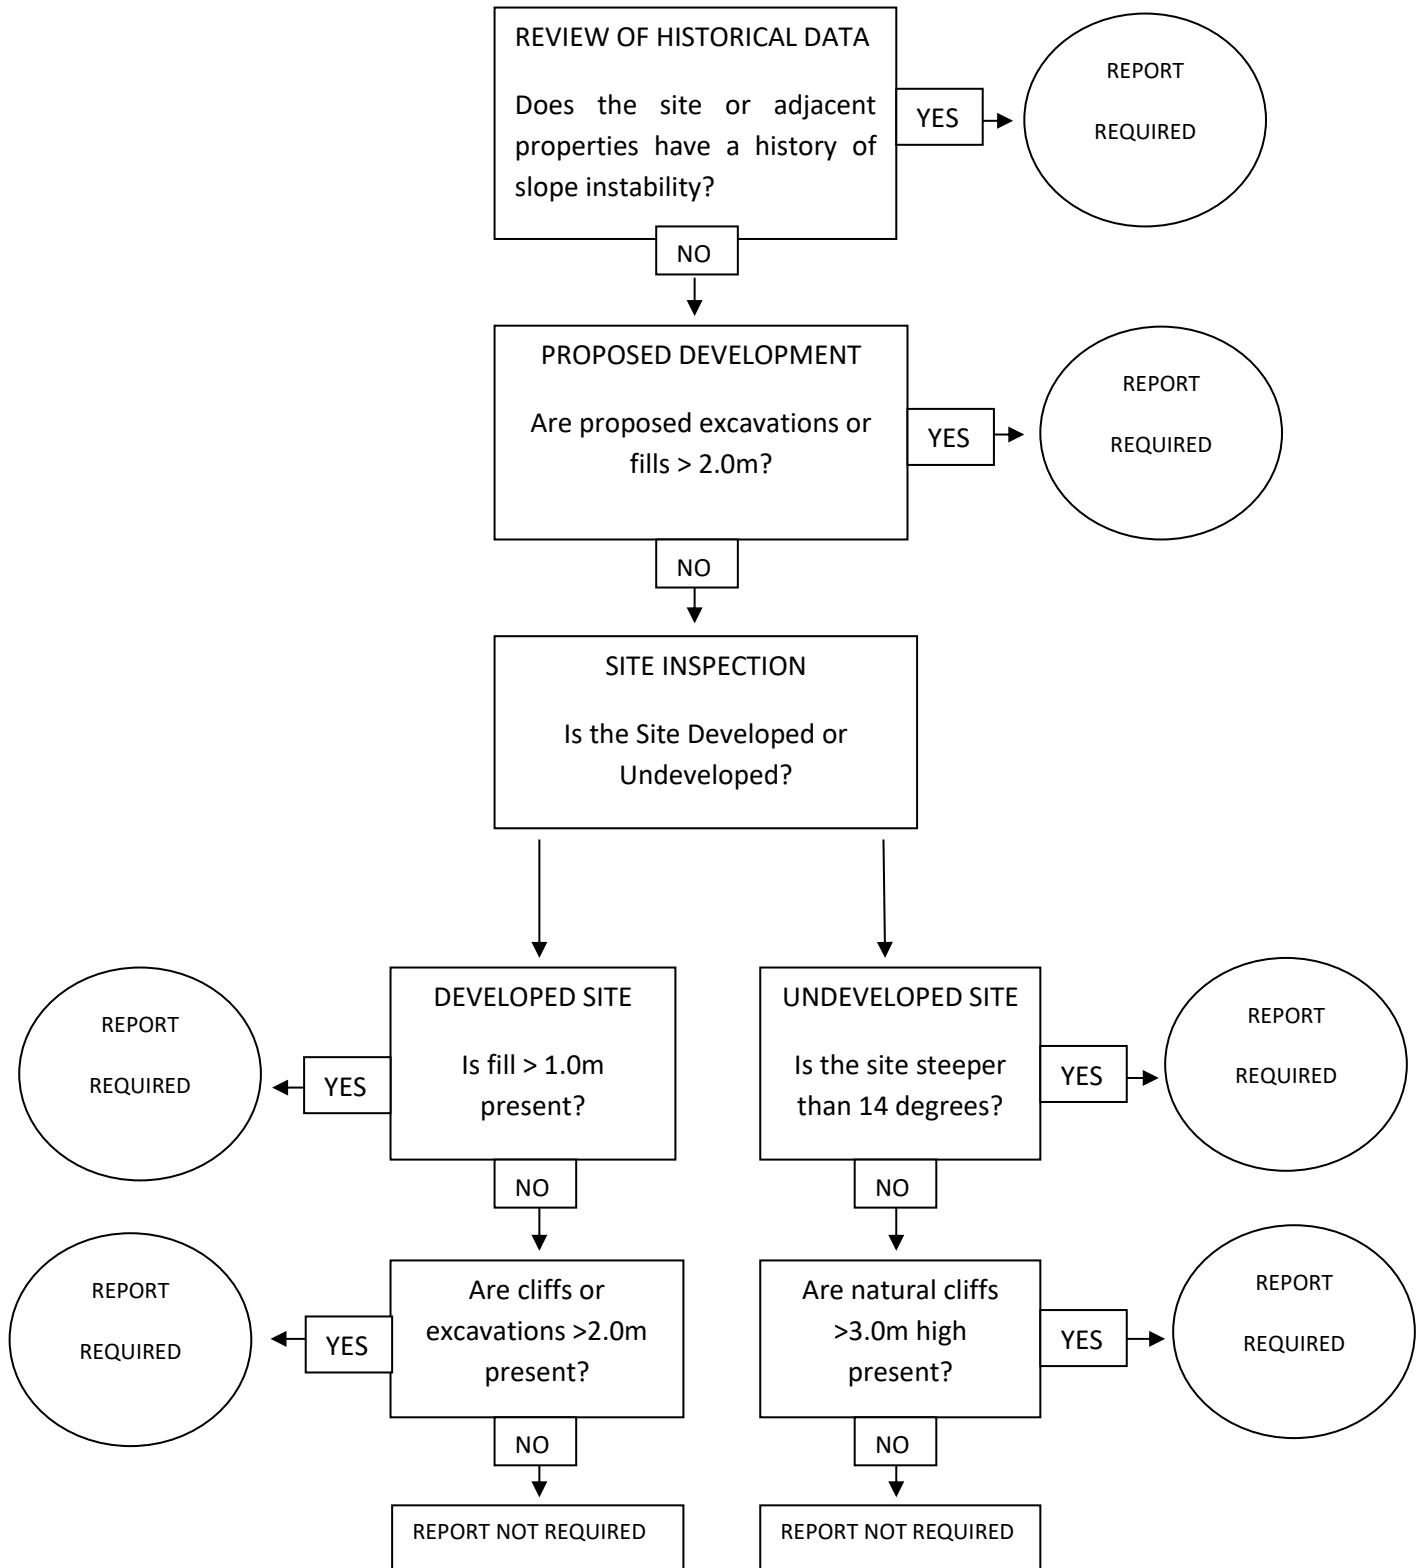 REVIEW OF HISTORICAL DATA
Does the site or adjacent
properties have a history of
slope instability?
YES
REPORT
REQUIRED
NO
PROPOSED DEVELOPMENT
Are proposed excavations or
fills > 2.0m?
YES
REPORT
REQUIRED
NO
SITE INSPECTION
Is the Site Developed or
Undeveloped?
REPORT
REQUIRED
YES
DEVELOPED SITE
Is fill > 1.0m
present?
NO
UNDEVELOPED SITE
Is the site steeper
than 14 degrees?
YES
REPORT
REQUIRED
NO
REPORT
REQUIRED
YES
Are cliffs or
excavations >2.0m
present?
NO
REPORT NOT REQUIRED
Are natural cliffs
>3.0m high
present?
YES
REPORT
REQUIRED
NO
REPORT NOT REQUIRED